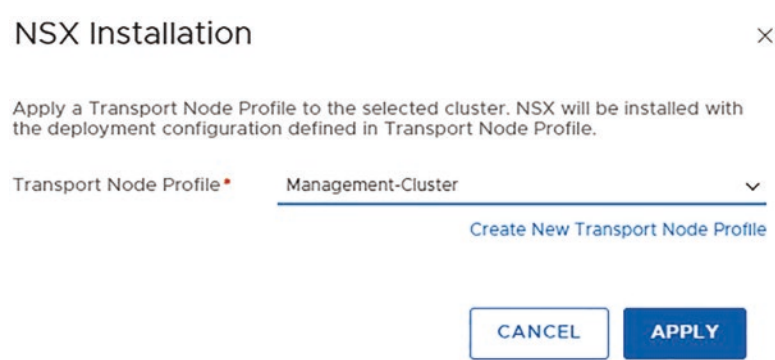 NSX Installation
Apply a Transport Node Profile to the selected cluster. NSX will be installed with
the deployment configuration defined in Transport Node Profile.
Transport Node Profile* Management-Cluster
Create New Transport Node Profile
CANCEL APPLY